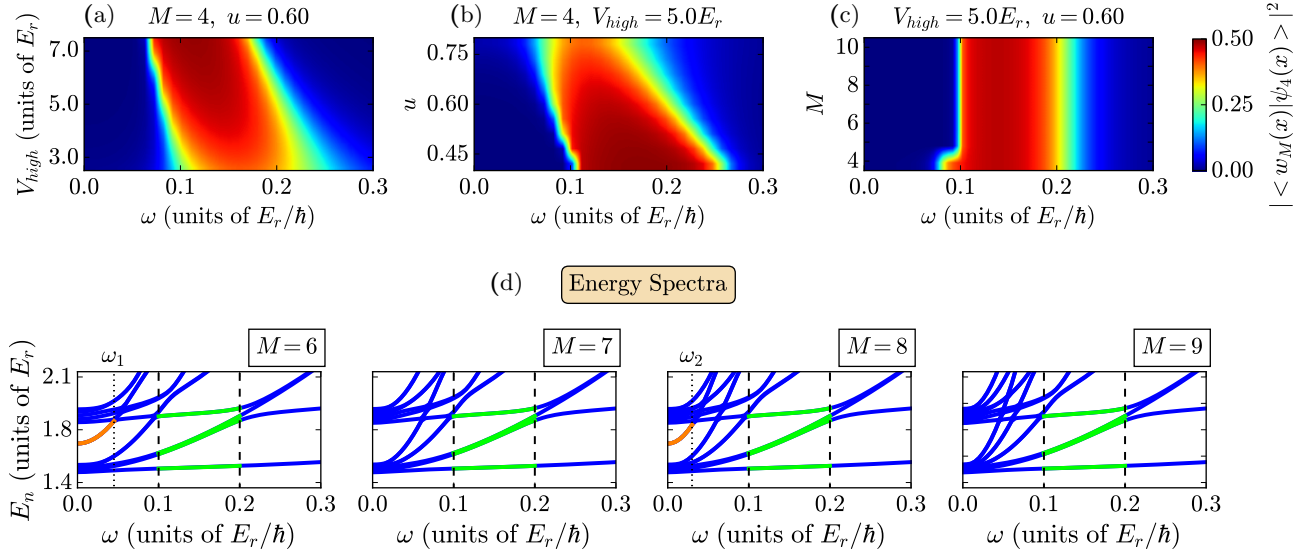 (a) M = 4, u = 0.60
V_high (units of E_r)
7.0
5.0
3.0
0.0 0.1 0.2 0.3
ω (units of E_r/ħ)
(b) M = 4, V_high = 5.0E_r
u
0.75
0.60
0.45
0.0 0.1 0.2 0.3
ω (units of E_r/ħ)
(c) V_high = 5.0E_r, u = 0.60
M
10
8
6
4
0.0 0.1 0.2 0.3
ω (units of E_r/ħ)
0.50
0.25
0.00
| < w_M(x)|ψ_4(x) > |²
(d) Energy Spectra
E_n (units of E_r)
2.1
1.8
1.5
1.4
ω_1 M = 6
0.0 0.1 0.2 0.3
ω (units of E_r/ħ)
M = 7
0.0 0.1 0.2 0.3
ω (units of E_r/ħ)
ω_2 M = 8
0.0 0.1 0.2 0.3
ω (units of E_r/ħ)
M = 9
0.0 0.1 0.2 0.3
ω (units of E_r/ħ)